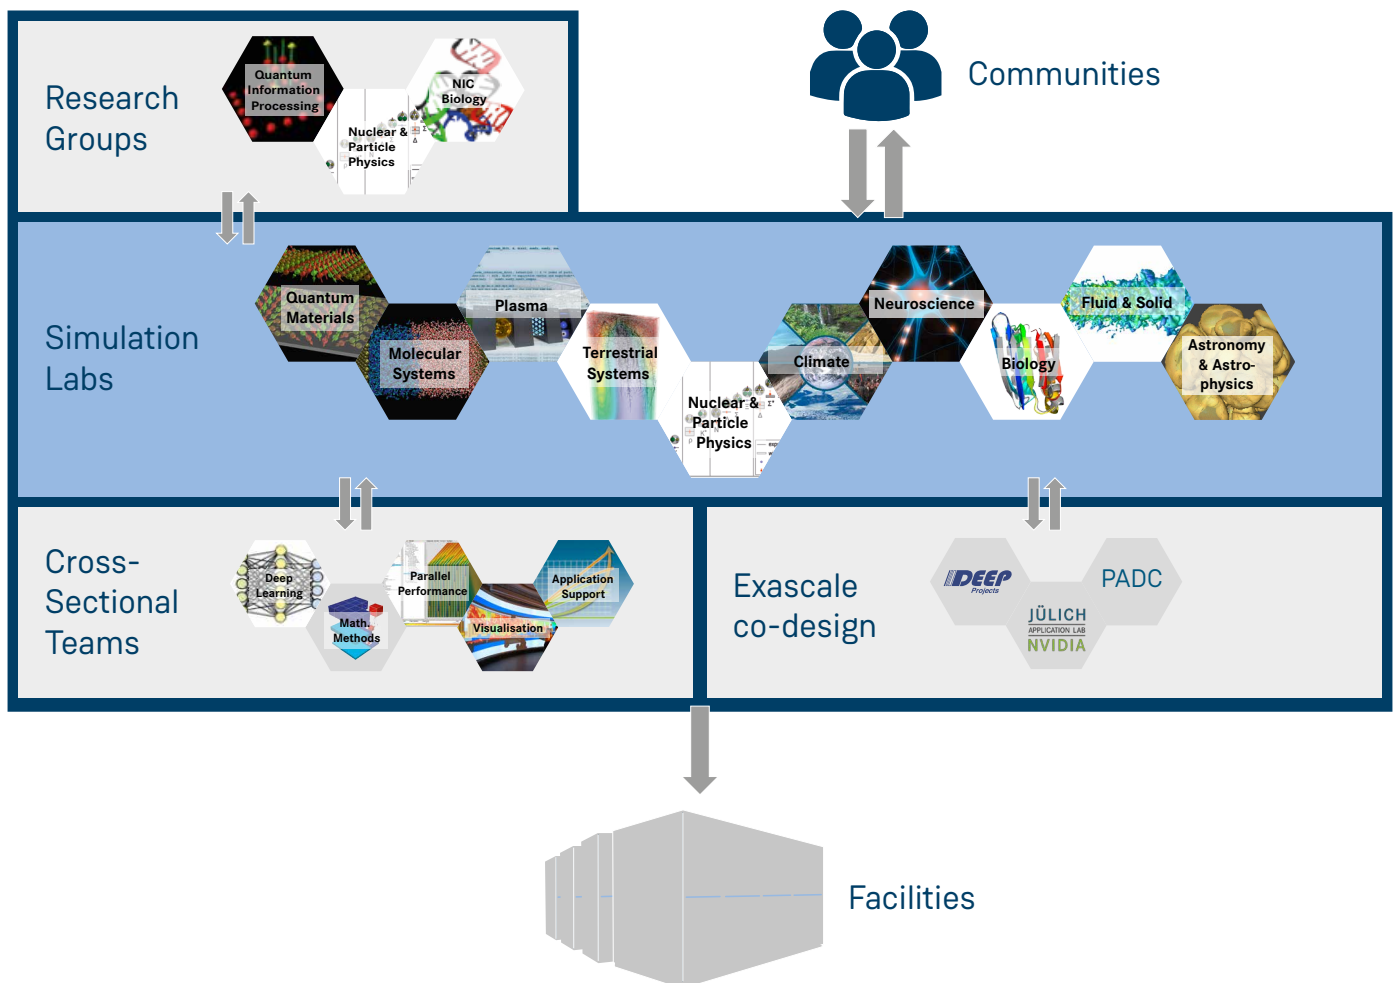 Research
Groups
Quantum
Information
Processing
Nuclear &
Particle
Physics
NIC
Biology
Communities
Simulation
Labs
Quantum
Materials
Molecular
Systems
Plasma
Terrestrial
Systems
Nuclear &
Particle
Physics
Climate
Neuroscience
Biology
Fluid & Solid
Astronomy
& Astro-
physics
Cross-
Sectional
Teams
Deep
Learning
Math.
Methods
Parallel
Performance
Visualisation
Application
Support
Exascale
co-design
DEEP
Projects
JÜLICH
APPLICATION LAB
NVIDIA
PADC
Facilities